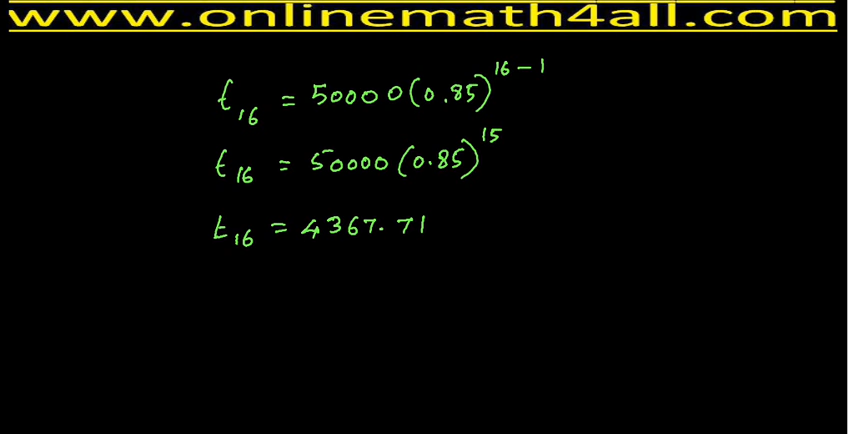 www.onlinemath4all.com
t₁₆ = 50000(0.85)¹⁶⁻¹
t₁₆ = 50000(0.85)¹⁵
t₁₆ = 4367.71